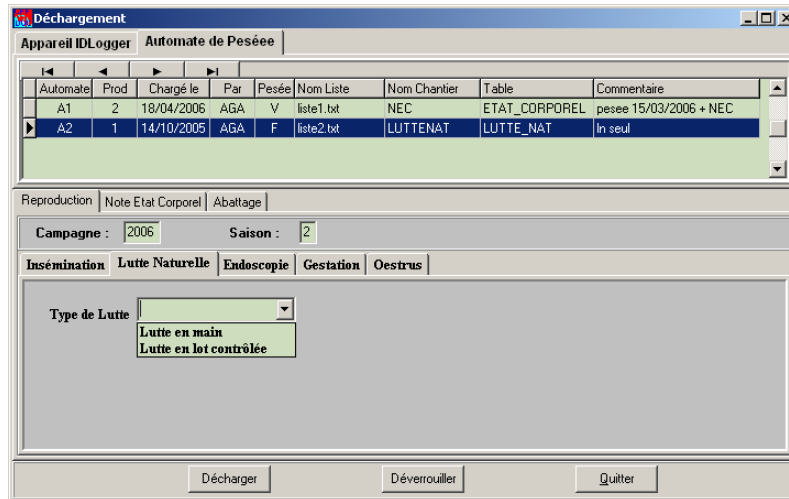 Déchargement
Appareil IDLogger Automate de Peséee
Automate Prod Chargé le Par Pesée Nom Liste Nom Chantier Table Commentaire
A1 2 18/04/2006 AGA V liste1.txt NEC ETAT_CORPOREL pesee 15/03/2006 + NEC
A2 1 14/10/2005 AGA F liste2.txt LUTTENAT LUTTE_NAT In seul
Reproduction Note Etat Corporel Abattage
Campagne : 2006 Saison : 2
Insémination Lutte Naturelle Endoscopie Gestation Oestrus
Type de Lutte
Lutte en main
Lutte en lot contrôlée
Décharger Déverrouiller Quitter